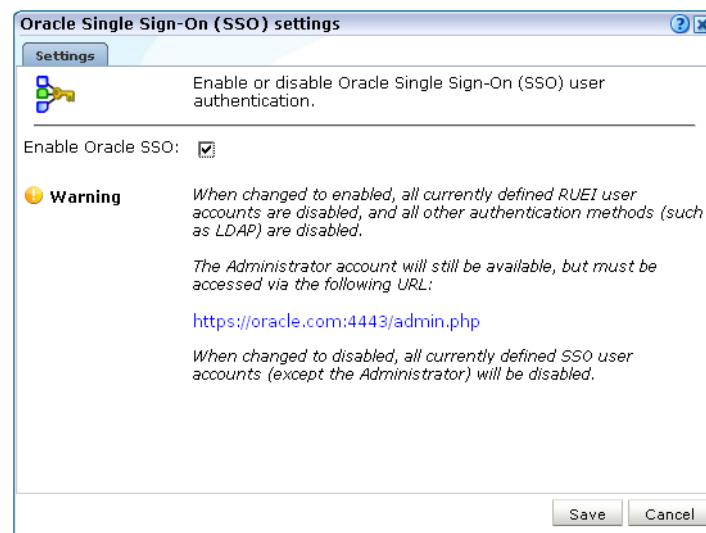 Oracle Single Sign-On (SSO) settings
Settings
Enable or disable Oracle Single Sign-On (SSO) user
authentication.
Enable Oracle SSO:
Warning
When changed to enabled, all currently defined RUEI user
accounts are disabled, and all other authentication methods (such
as LDAP) are disabled.
The Administrator account will still be available, but must be
accessed via the following URL:
https://oracle.com:4443/admin.php
When changed to disabled, all currently defined SSO user
accounts (except the Administrator) will be disabled.
Save
Cancel